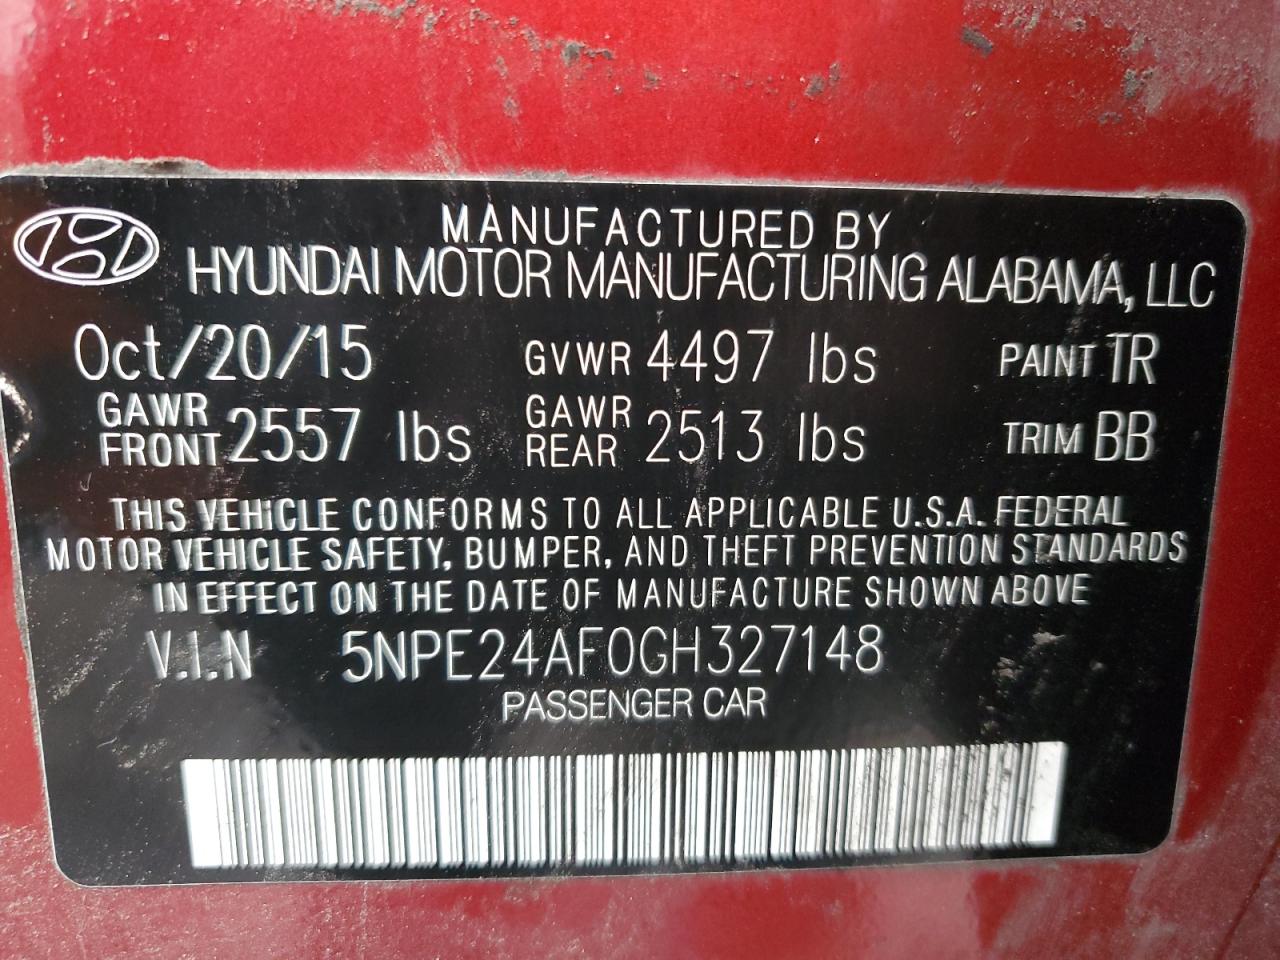 MANUFACTURED BY
HYUNDAI MOTOR MANUFACTURING ALABAMA, LLC
Oct/20/15 GVWR 4497 lbs PAINT TR
GAWR FRONT 2557 lbs GAWR REAR 2513 lbs TRIM BB
THIS VEHICLE CONFORMS TO ALL APPLICABLE U.S.A. FEDERAL
MOTOR VEHICLE SAFETY, BUMPER, AND THEFT PREVENTION STANDARDS
IN EFFECT ON THE DATE OF MANUFACTURE SHOWN ABOVE
V.I.N 5NPE24AF0GH327148
PASSENGER CAR